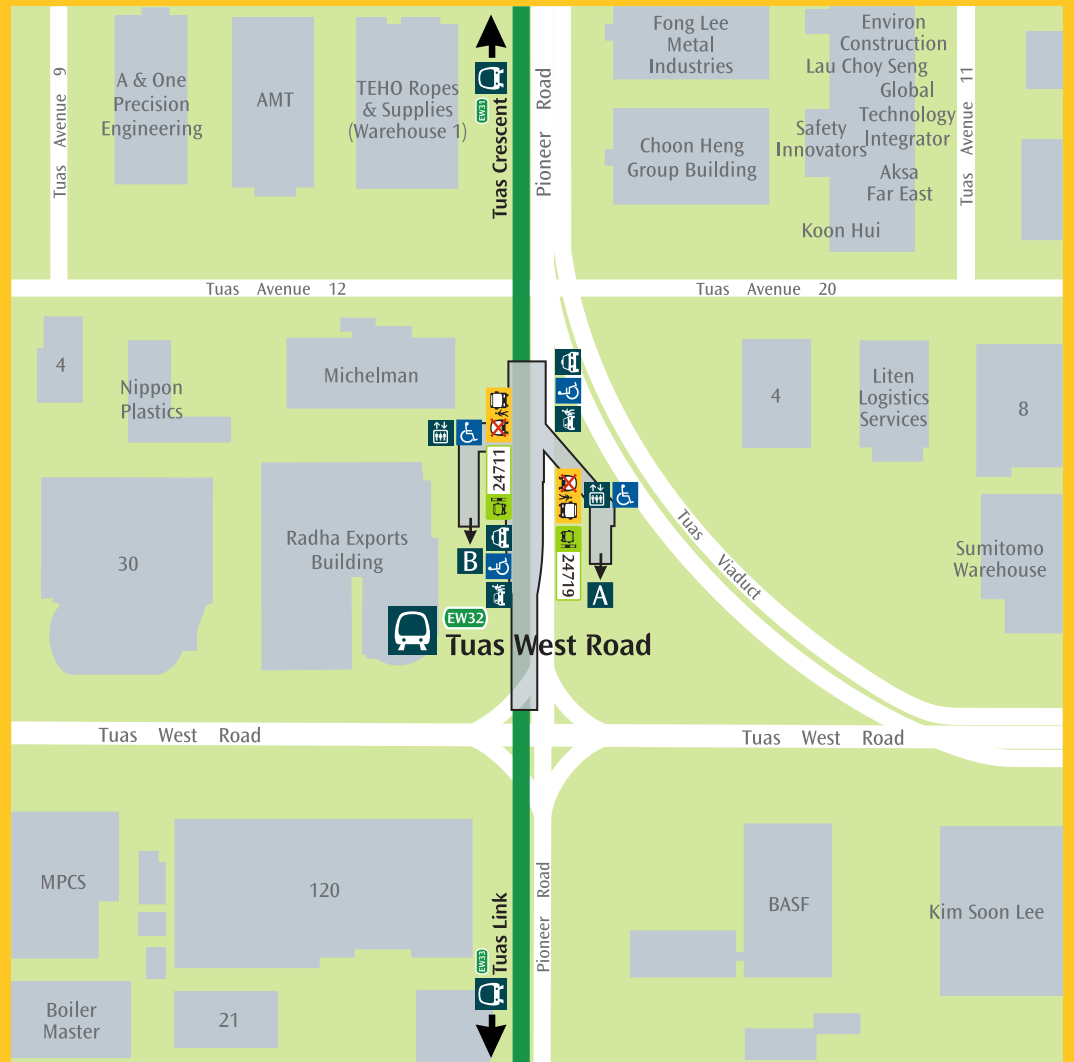 Tuas Avenue 9
A & One
Precision
Engineering
AMT
TEHO Ropes
& Supplies
(Warehouse 1)
EW31
Tuas Crescent
Pioneer Road
Fong Lee
Metal
Industries
Choon Heng
Group Building
Environ
Construction
Lau Choy Seng
Global
Technology
Integrator
Safety
Innovators
Aksa
Far East
Koon Hui
Tuas Avenue 11
Tuas Avenue 12
Tuas Avenue 20
4
Nippon
Plastics
Michelman
4
Liten
Logistics
Services
8
24711
24719
B
A
30
Radha Exports
Building
Tuas Viaduct
Sumitomo
Warehouse
EW32
Tuas West Road
Tuas West Road
Tuas West Road
MPCS
120
Tuas Link
EW33
Pioneer Road
BASF
Kim Soon Lee
Boiler
Master
21